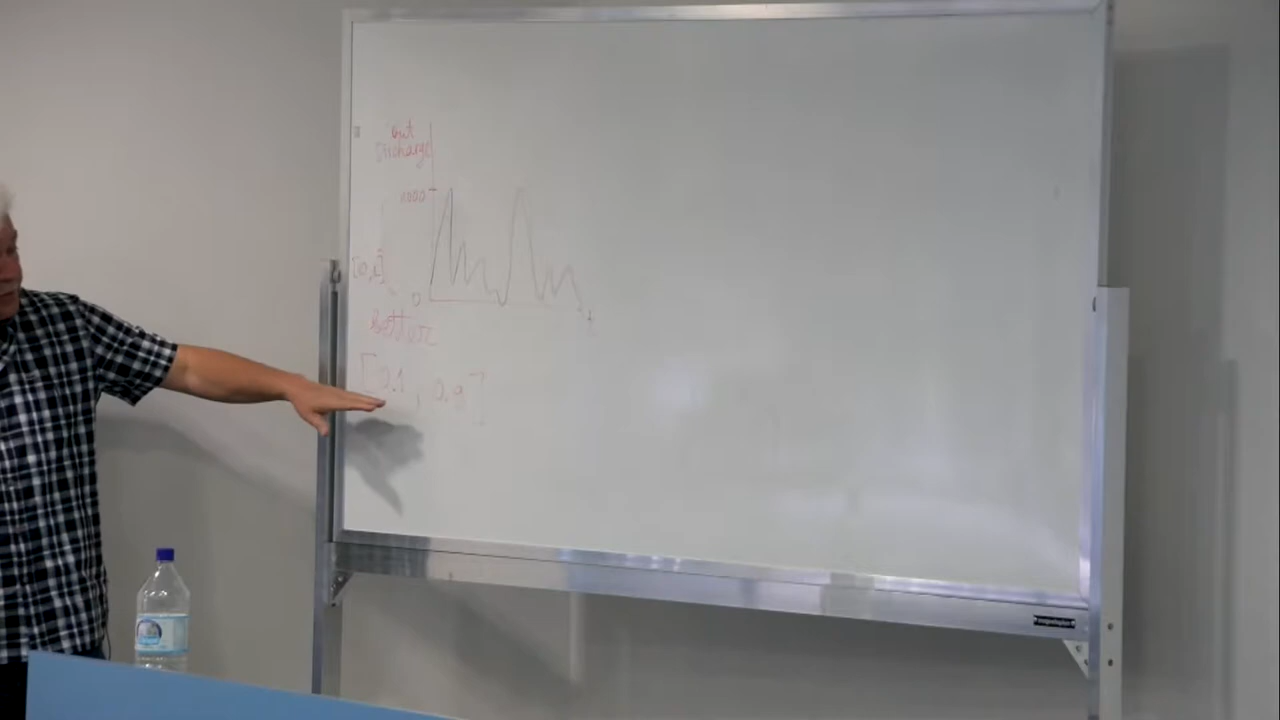 out
discharge
1000
[0,1]
0
t
Better
[0.1, 0.9]